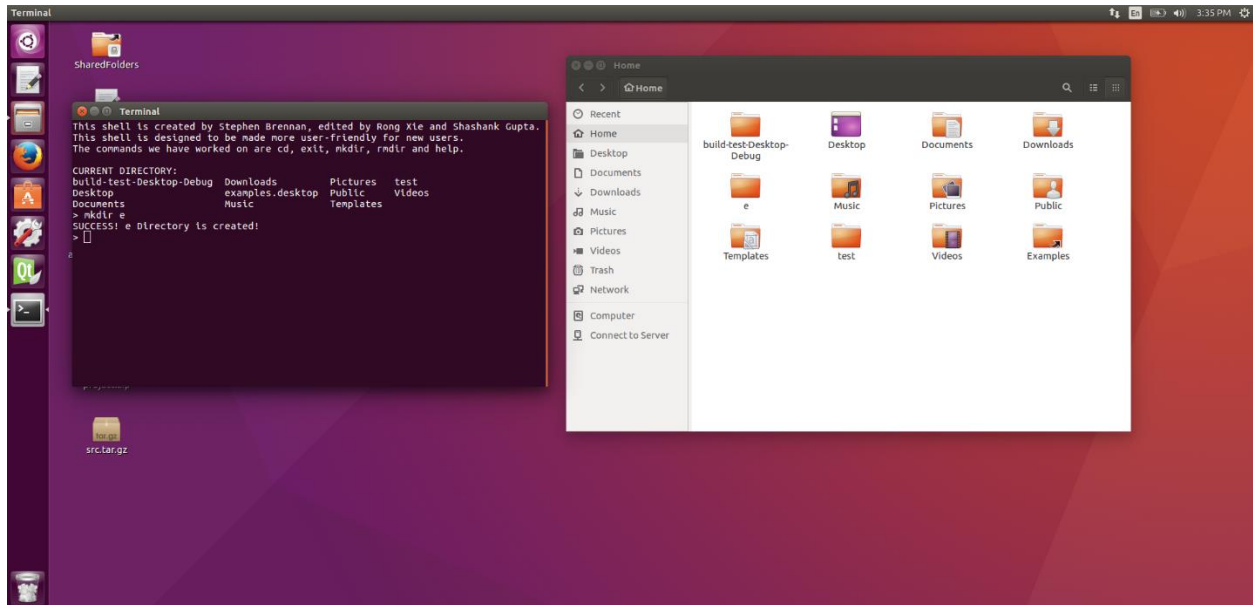 Terminal
En
3:35 PM
SharedFolders
Terminal
This shell is created by Stephen Brennan, edited by Rong Xie and Shashank Gupta.
This shell is designed to be made more user-friendly for new users.
The commands we have worked on are cd, exit, mkdir, rmdir and help.
CURRENT DIRECTORY:
build-test-Desktop-Debug Downloads Pictures test
Desktop examples.desktop Public Videos
Documents Music Templates
> mkdir e
SUCCESS! e Directory is created!
>
tar.gz
src.tar.gz
Home
Home
Recent
Home
Desktop
Documents
Downloads
Music
Pictures
Videos
Trash
Network
Computer
Connect to Server
build-test-Desktop-
Debug
Desktop
Documents
Downloads
e
Music
Pictures
Public
Templates
test
Videos
Examples
Qt